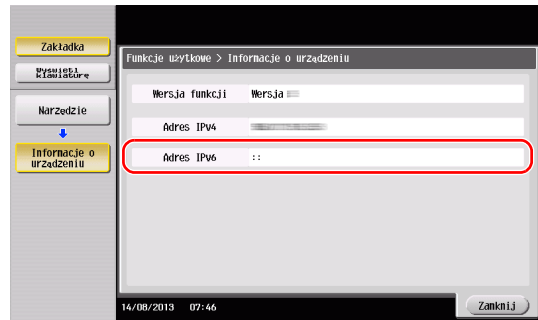 Zakładka
Wyświetl
klawiaturę
Narzędzie
Informacje o
urządzeniu
Funkcje użytkowe > Informacje o urządzeniu
Wersja funkcji Wersja
Adres IPv4
Adres IPv6 ::
14/08/2013 07:46
Zamknij